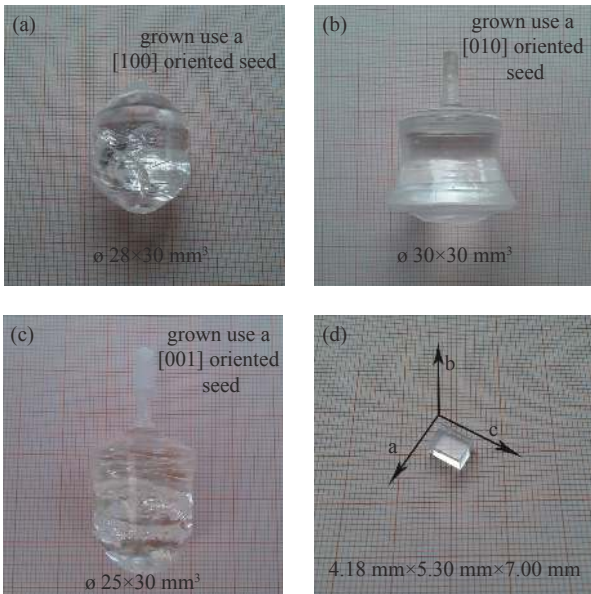 (a)
grown use a
[100] oriented seed
ø 28×30 mm³
(b)
grown use a
[010] oriented
seed
ø 30×30 mm³
(c)
grown use a
[001] oriented
seed
ø 25×30 mm³
(d)
b
c
a
4.18 mm×5.30 mm×7.00 mm